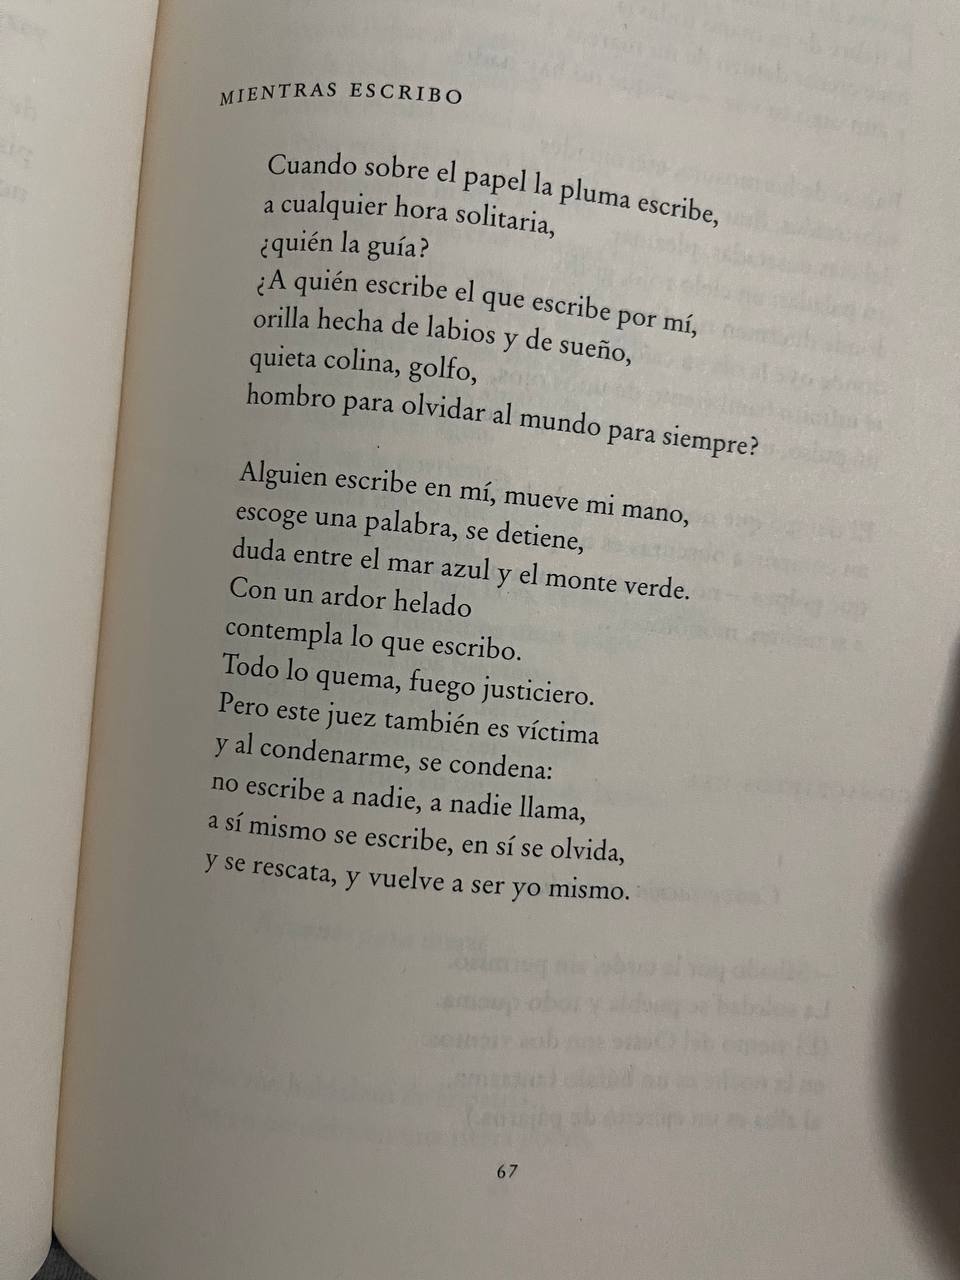 MIENTRAS ESCRIBO
Cuando sobre el papel la pluma escribe,
a cualquier hora solitaria,
¿quién la guía?
¿A quién escribe el que escribe por mí,
orilla hecha de labios y de sueño,
quieta colina, golfo,
hombro para olvidar al mundo para siempre?
Alguien escribe en mí, mueve mi mano,
escoge una palabra, se detiene,
duda entre el mar azul y el monte verde.
Con un ardor helado
contempla lo que escribo.
Todo lo quema, fuego justiciero.
Pero este juez también es víctima
y al condenarme, se condena:
no escribe a nadie, a nadie llama,
a sí mismo se escribe, en sí se olvida,
y se rescata, y vuelve a ser yo mismo.
67